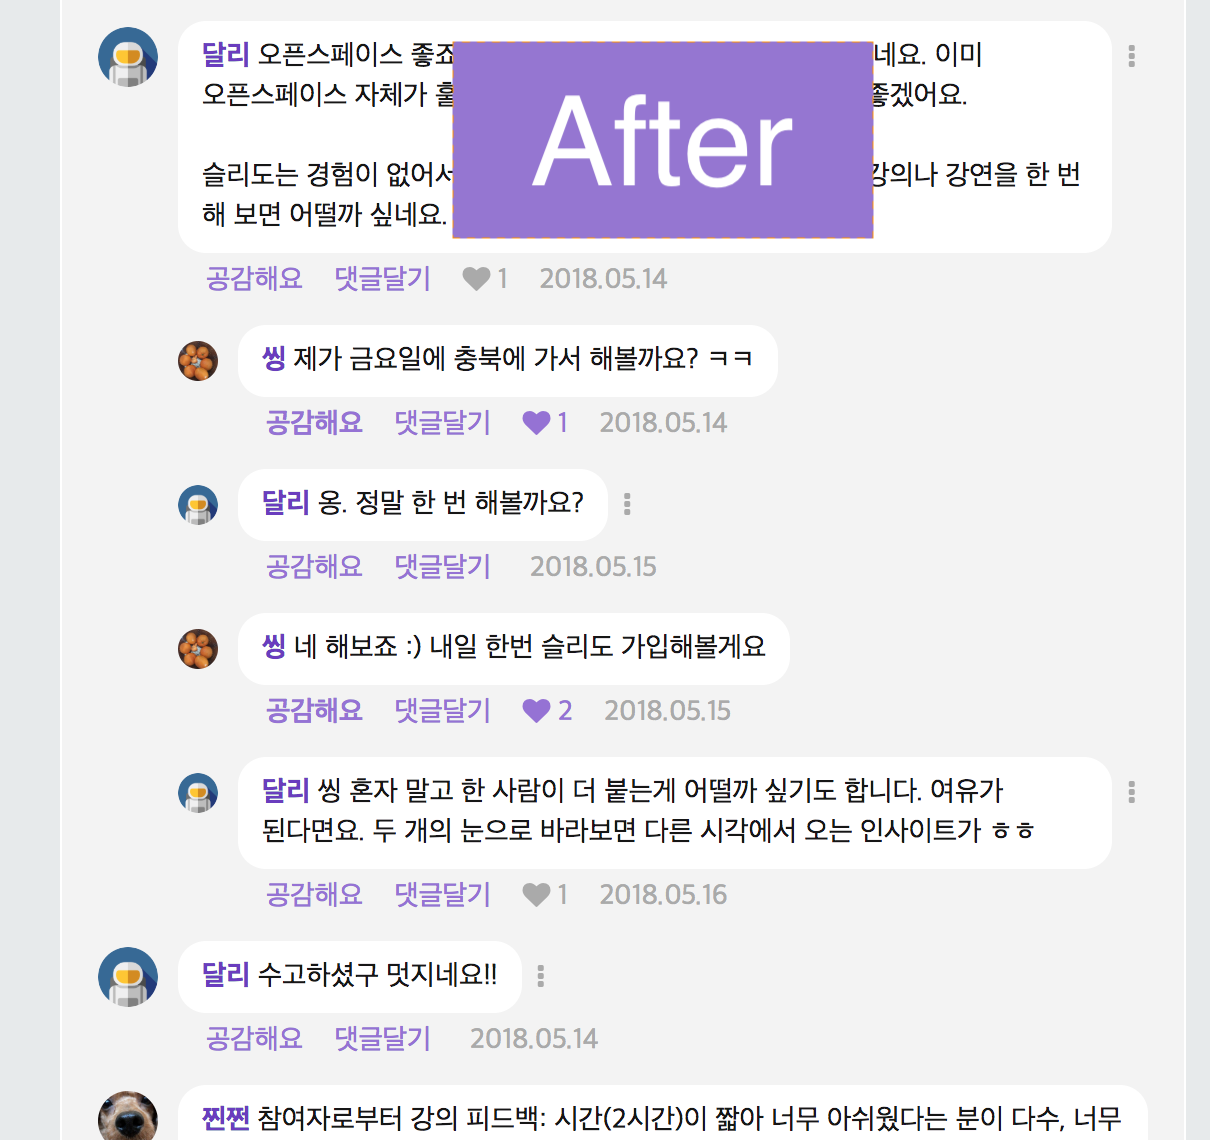 달리 오픈스페이스 좋죠 네요. 이미
오픈스페이스 자체가 좋겠어요.
After
슬리도는 경험이 없어서 강의나 강연을 한 번
해 보면 어떨까 싶네요.
공감해요 댓글달기 1 2018.05.14
씽 제가 금요일에 충북에 가서 해볼까요? ㅋㅋ
공감해요 댓글달기 1 2018.05.14
달리 옹. 정말 한 번 해볼까요?
공감해요 댓글달기 2018.05.15
씽 네 해보죠 :) 내일 한번 슬리도 가입해볼게요
공감해요 댓글달기 2 2018.05.15
달리 씽 혼자 말고 한 사람이 더 붙는게 어떨까 싶기도 합니다. 여유가
된다면요. 두 개의 눈으로 바라보면 다른 시각에서 오는 인사이트가 ㅎㅎ
공감해요 댓글달기 1 2018.05.16
달리 수고하셨구 멋지네요!!
공감해요 댓글달기 2018.05.14
찐쩐 참여자로부터 강의 피드백: 시간(2시간)이 짧아 너무 아쉬웠다는 분이 다수, 너무